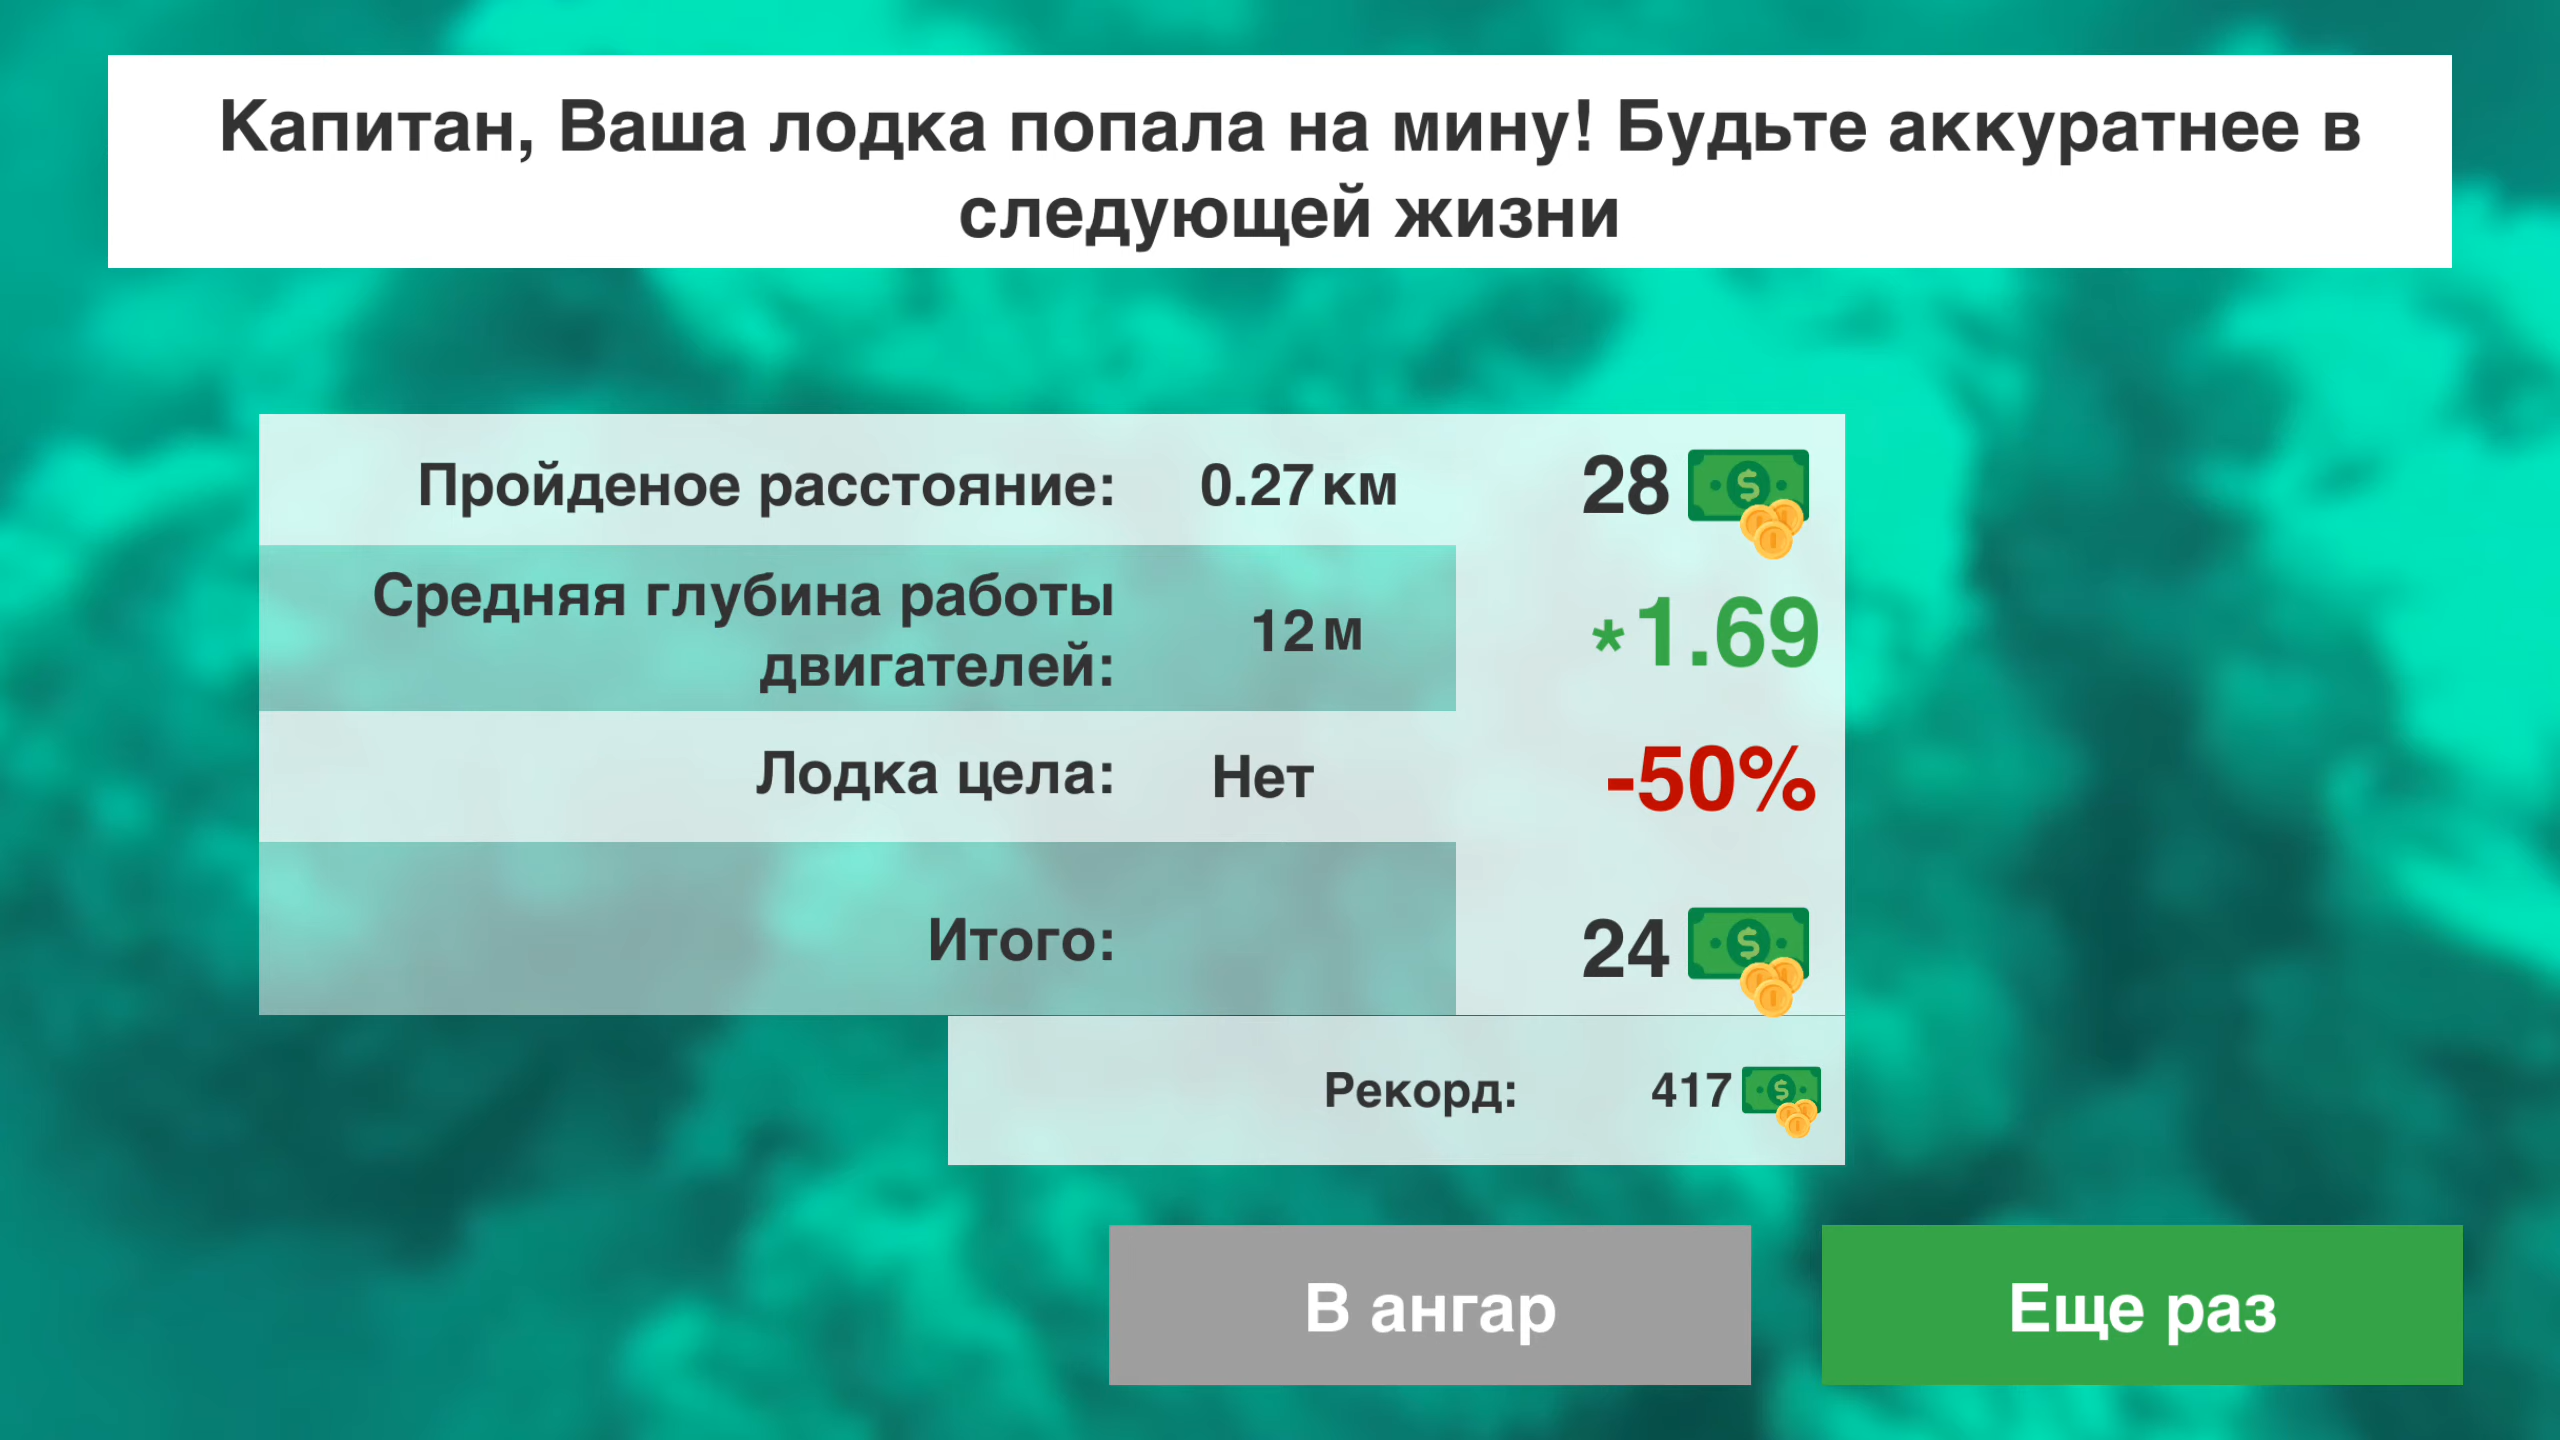 Капитан, Ваша лодка попала на мину! Будьте аккуратнее в
следующей жизни
Пройденое расстояние: 0.27 км 28
Средняя глубина работы
двигателей: 12 м *1.69
Лодка цела: Нет -50%
Итого: 24
Рекорд: 417
В ангар Еще раз